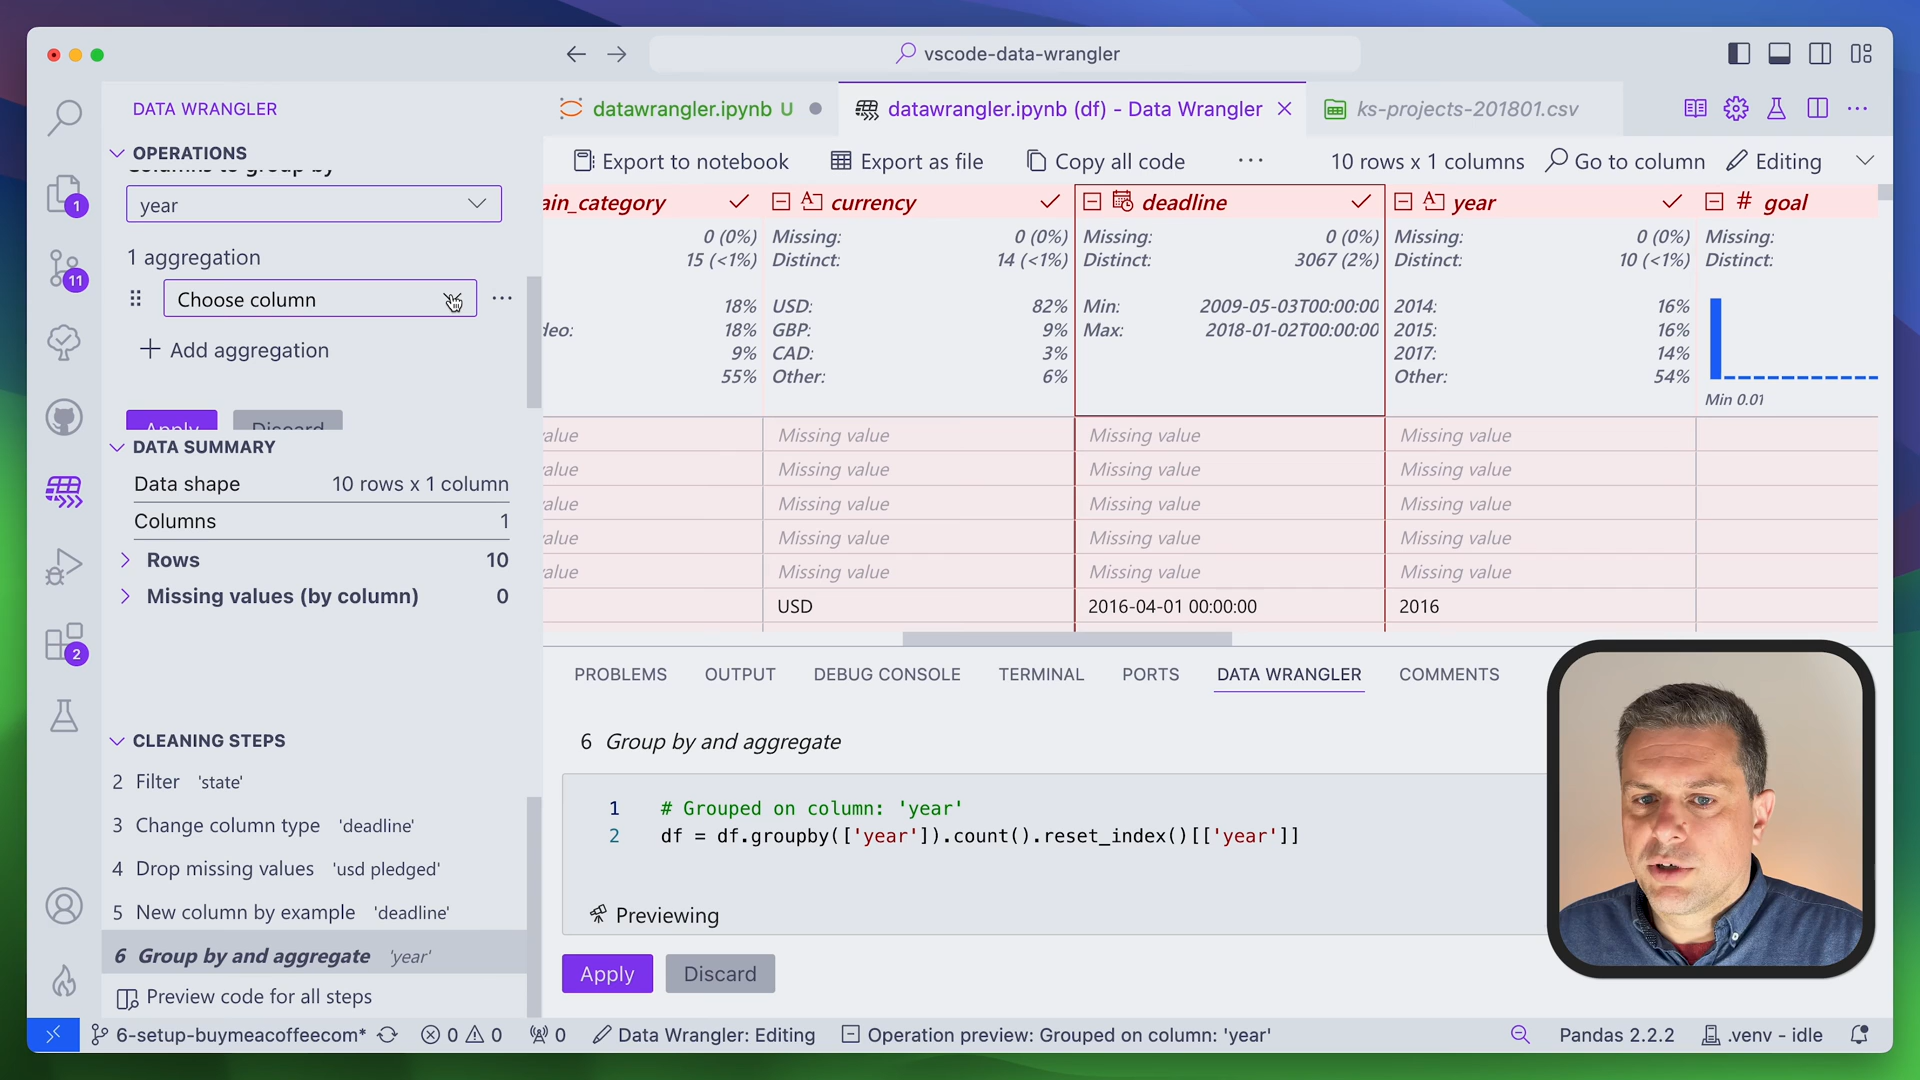 vscode-data-wrangler
DATA WRANGLER
datawrangler.ipynb U
datawrangler.ipynb (df) - Data Wrangler
ks-projects-201801.csv
OPERATIONS
Columns to group by
year
1 aggregation
Choose column
Add aggregation
Apply Discard
Export to notebook Export as file Copy all code ··· 10 rows x 1 columns Go to column Editing
ain_category currency deadline year # goal
0 (0%) Missing: 0 (0%) Missing: 0 (0%) Missing: 0 (0%) Missing:
15 (<1%) Distinct: 14 (<1%) Distinct: 3067 (2%) Distinct: 10 (<1%) Distinct:
18% USD: 82% Min: 2009-05-03T00:00:00 2014: 16%
deo: 18% GBP: 9% Max: 2018-01-02T00:00:00 2015: 16%
9% CAD: 3% 2017: 14%
55% Other: 6% Other: 54%
Min 0.01
alue Missing value Missing value Missing value
alue Missing value Missing value Missing value
alue Missing value Missing value Missing value
alue Missing value Missing value Missing value
alue Missing value Missing value Missing value
USD 2016-04-01 00:00:00 2016
DATA SUMMARY
Data shape 10 rows x 1 column
Columns 1
Rows 10
Missing values (by column) 0
CLEANING STEPS
2 Filter 'state'
3 Change column type 'deadline'
4 Drop missing values 'usd pledged'
5 New column by example 'deadline'
6 Group by and aggregate 'year'
Preview code for all steps
1
11
2
PROBLEMS OUTPUT DEBUG CONSOLE TERMINAL PORTS DATA WRANGLER COMMENTS
6 Group by and aggregate
1 # Grouped on column: 'year'
2 df = df.groupby(['year']).count().reset_index()[['year']]
Previewing
Apply Discard
6-setup-buymeacoffeecom* 0 0 0 Data Wrangler: Editing Operation preview: Grouped on column: 'year' Pandas 2.2.2 .venv - idle